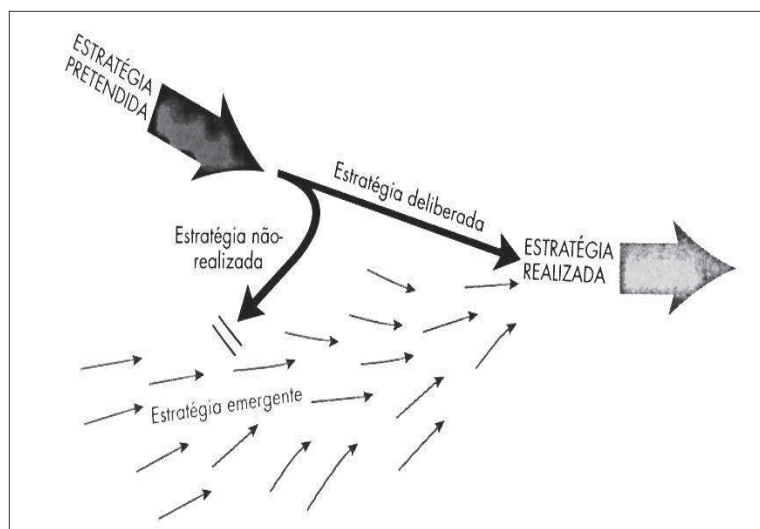 ESTRATÉGIA
PRETENDIDA
Estratégia deliberada
Estratégia não-
realizada
ESTRATÉGIA
REALIZADA
Estratégia emergente